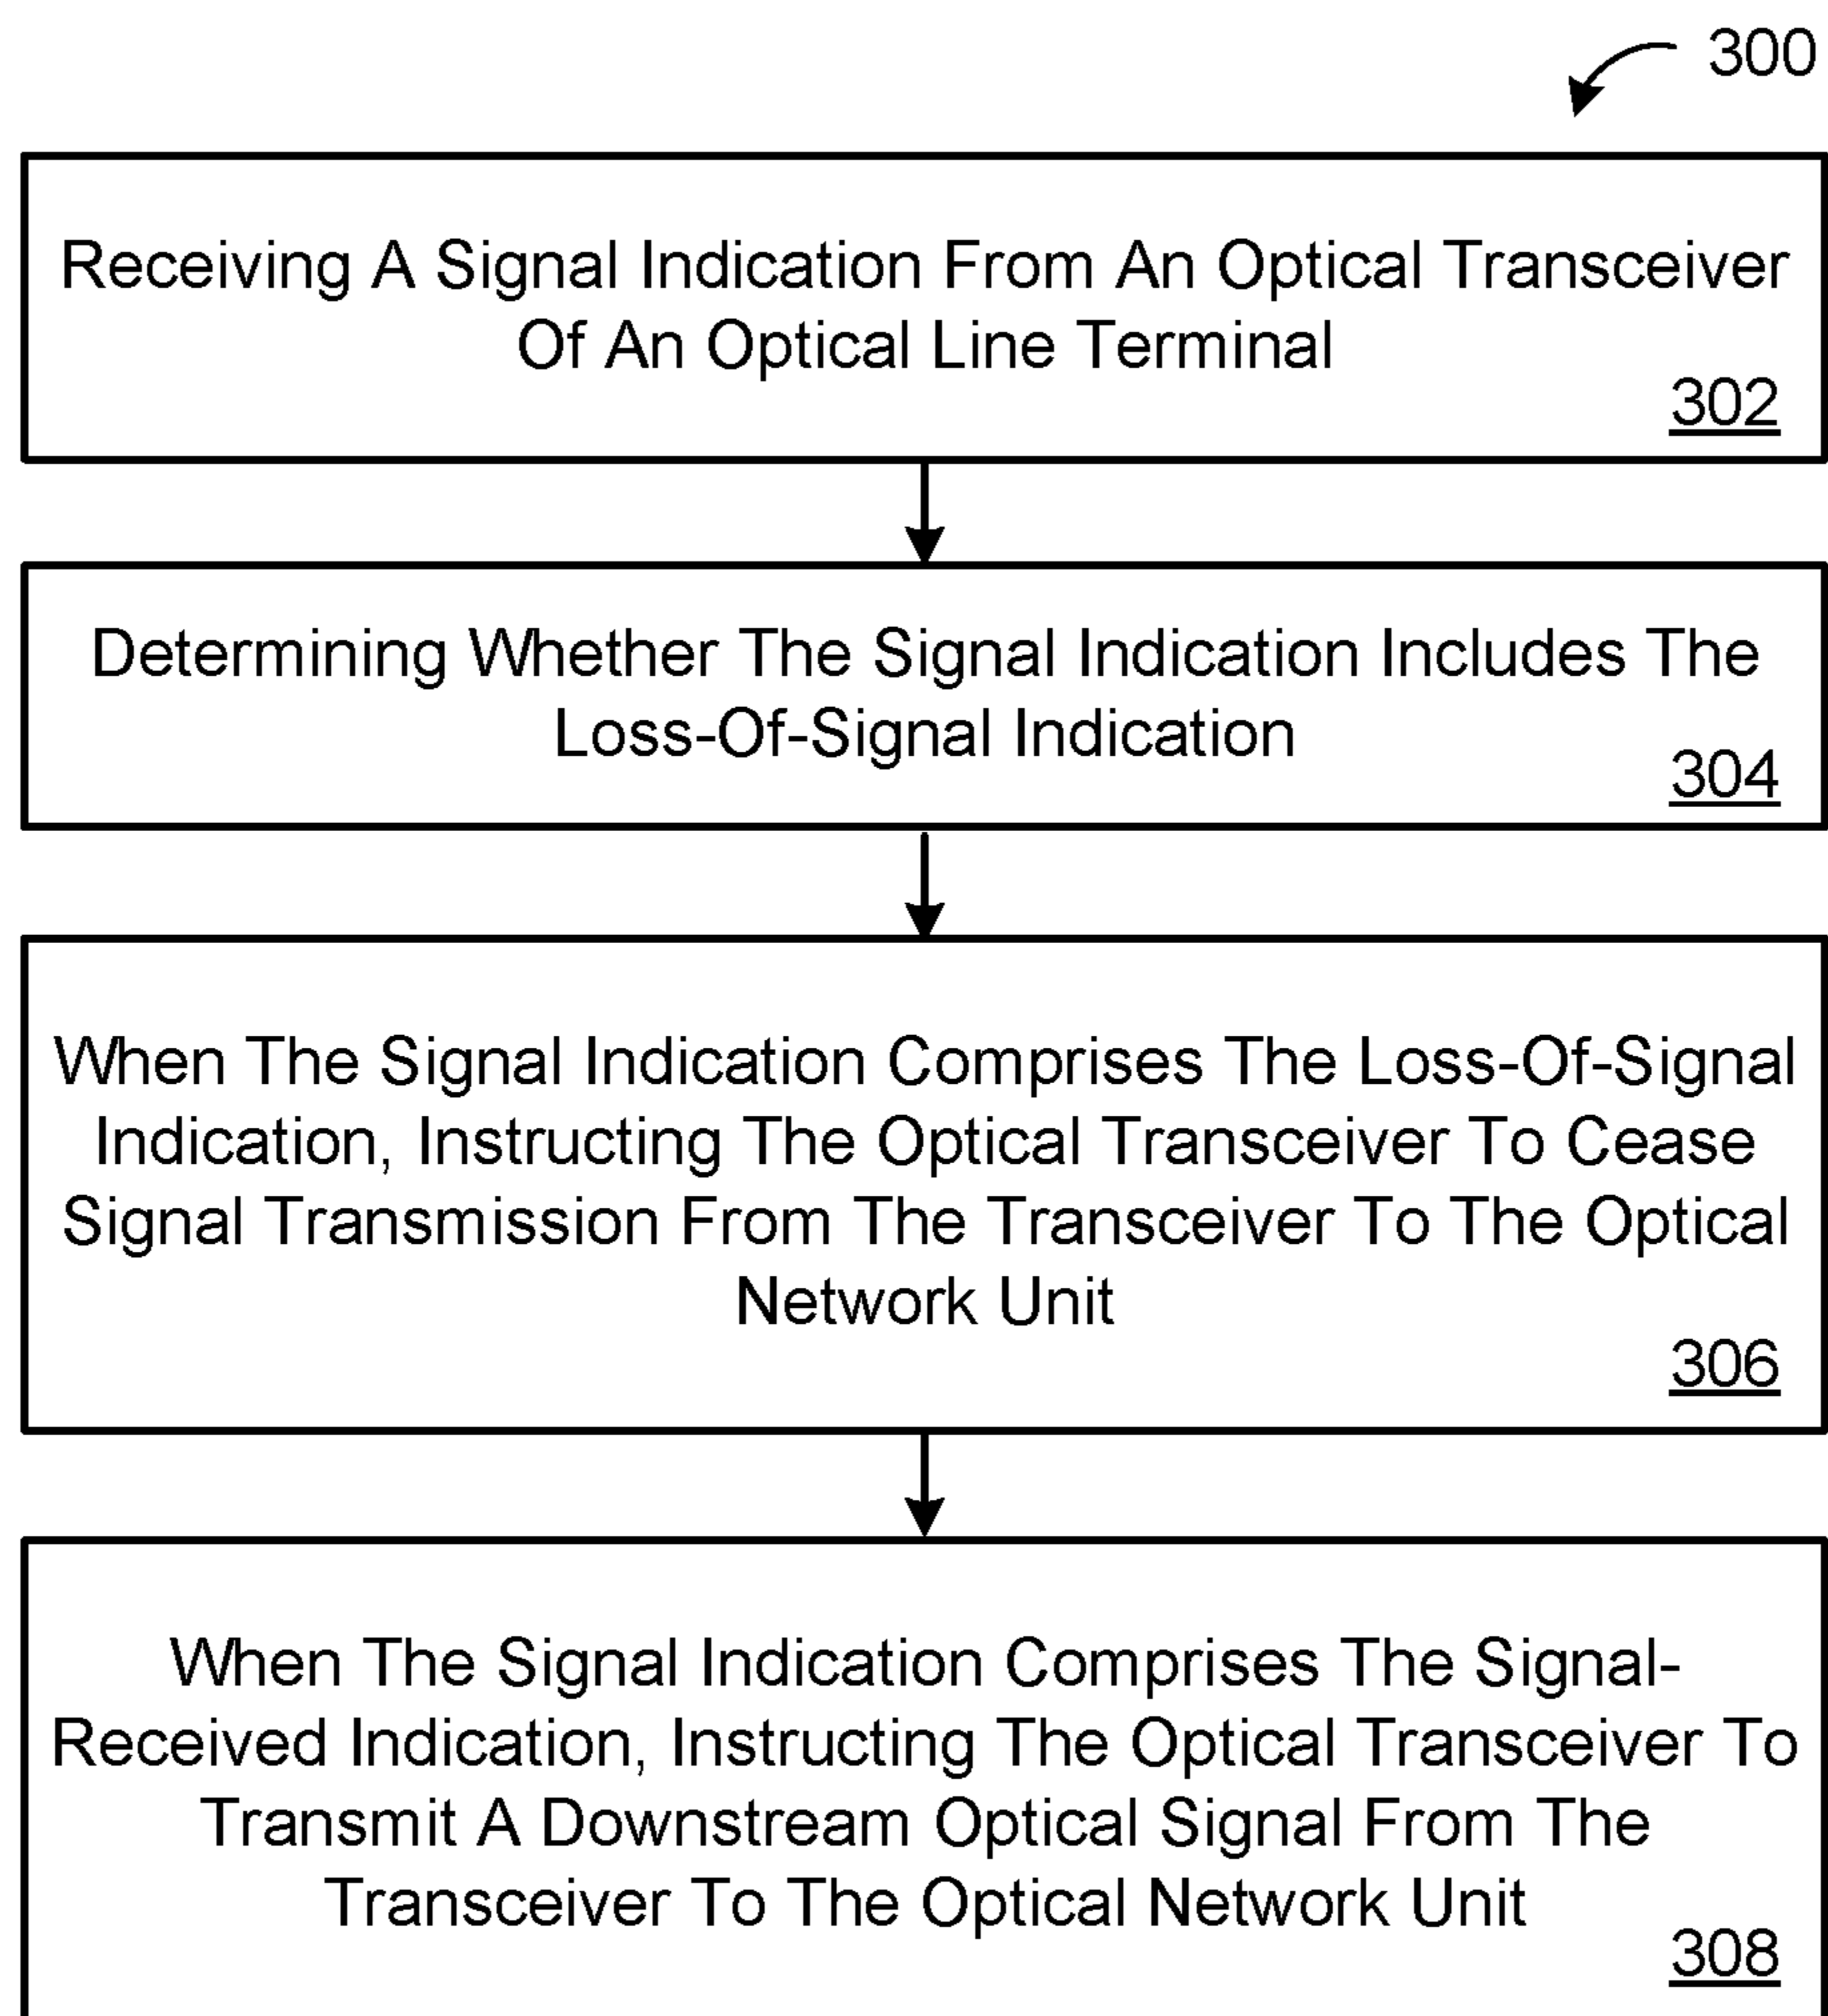 300
Receiving A Signal Indication From An Optical Transceiver
Of An Optical Line Terminal
302
Determining Whether The Signal Indication Includes The
Loss-Of-Signal Indication
304
When The Signal Indication Comprises The Loss-Of-Signal
Indication, Instructing The Optical Transceiver To Cease
Signal Transmission From The Transceiver To The Optical
Network Unit
306
When The Signal Indication Comprises The Signal-
Received Indication, Instructing The Optical Transceiver To
Transmit A Downstream Optical Signal From The
Transceiver To The Optical Network Unit
308